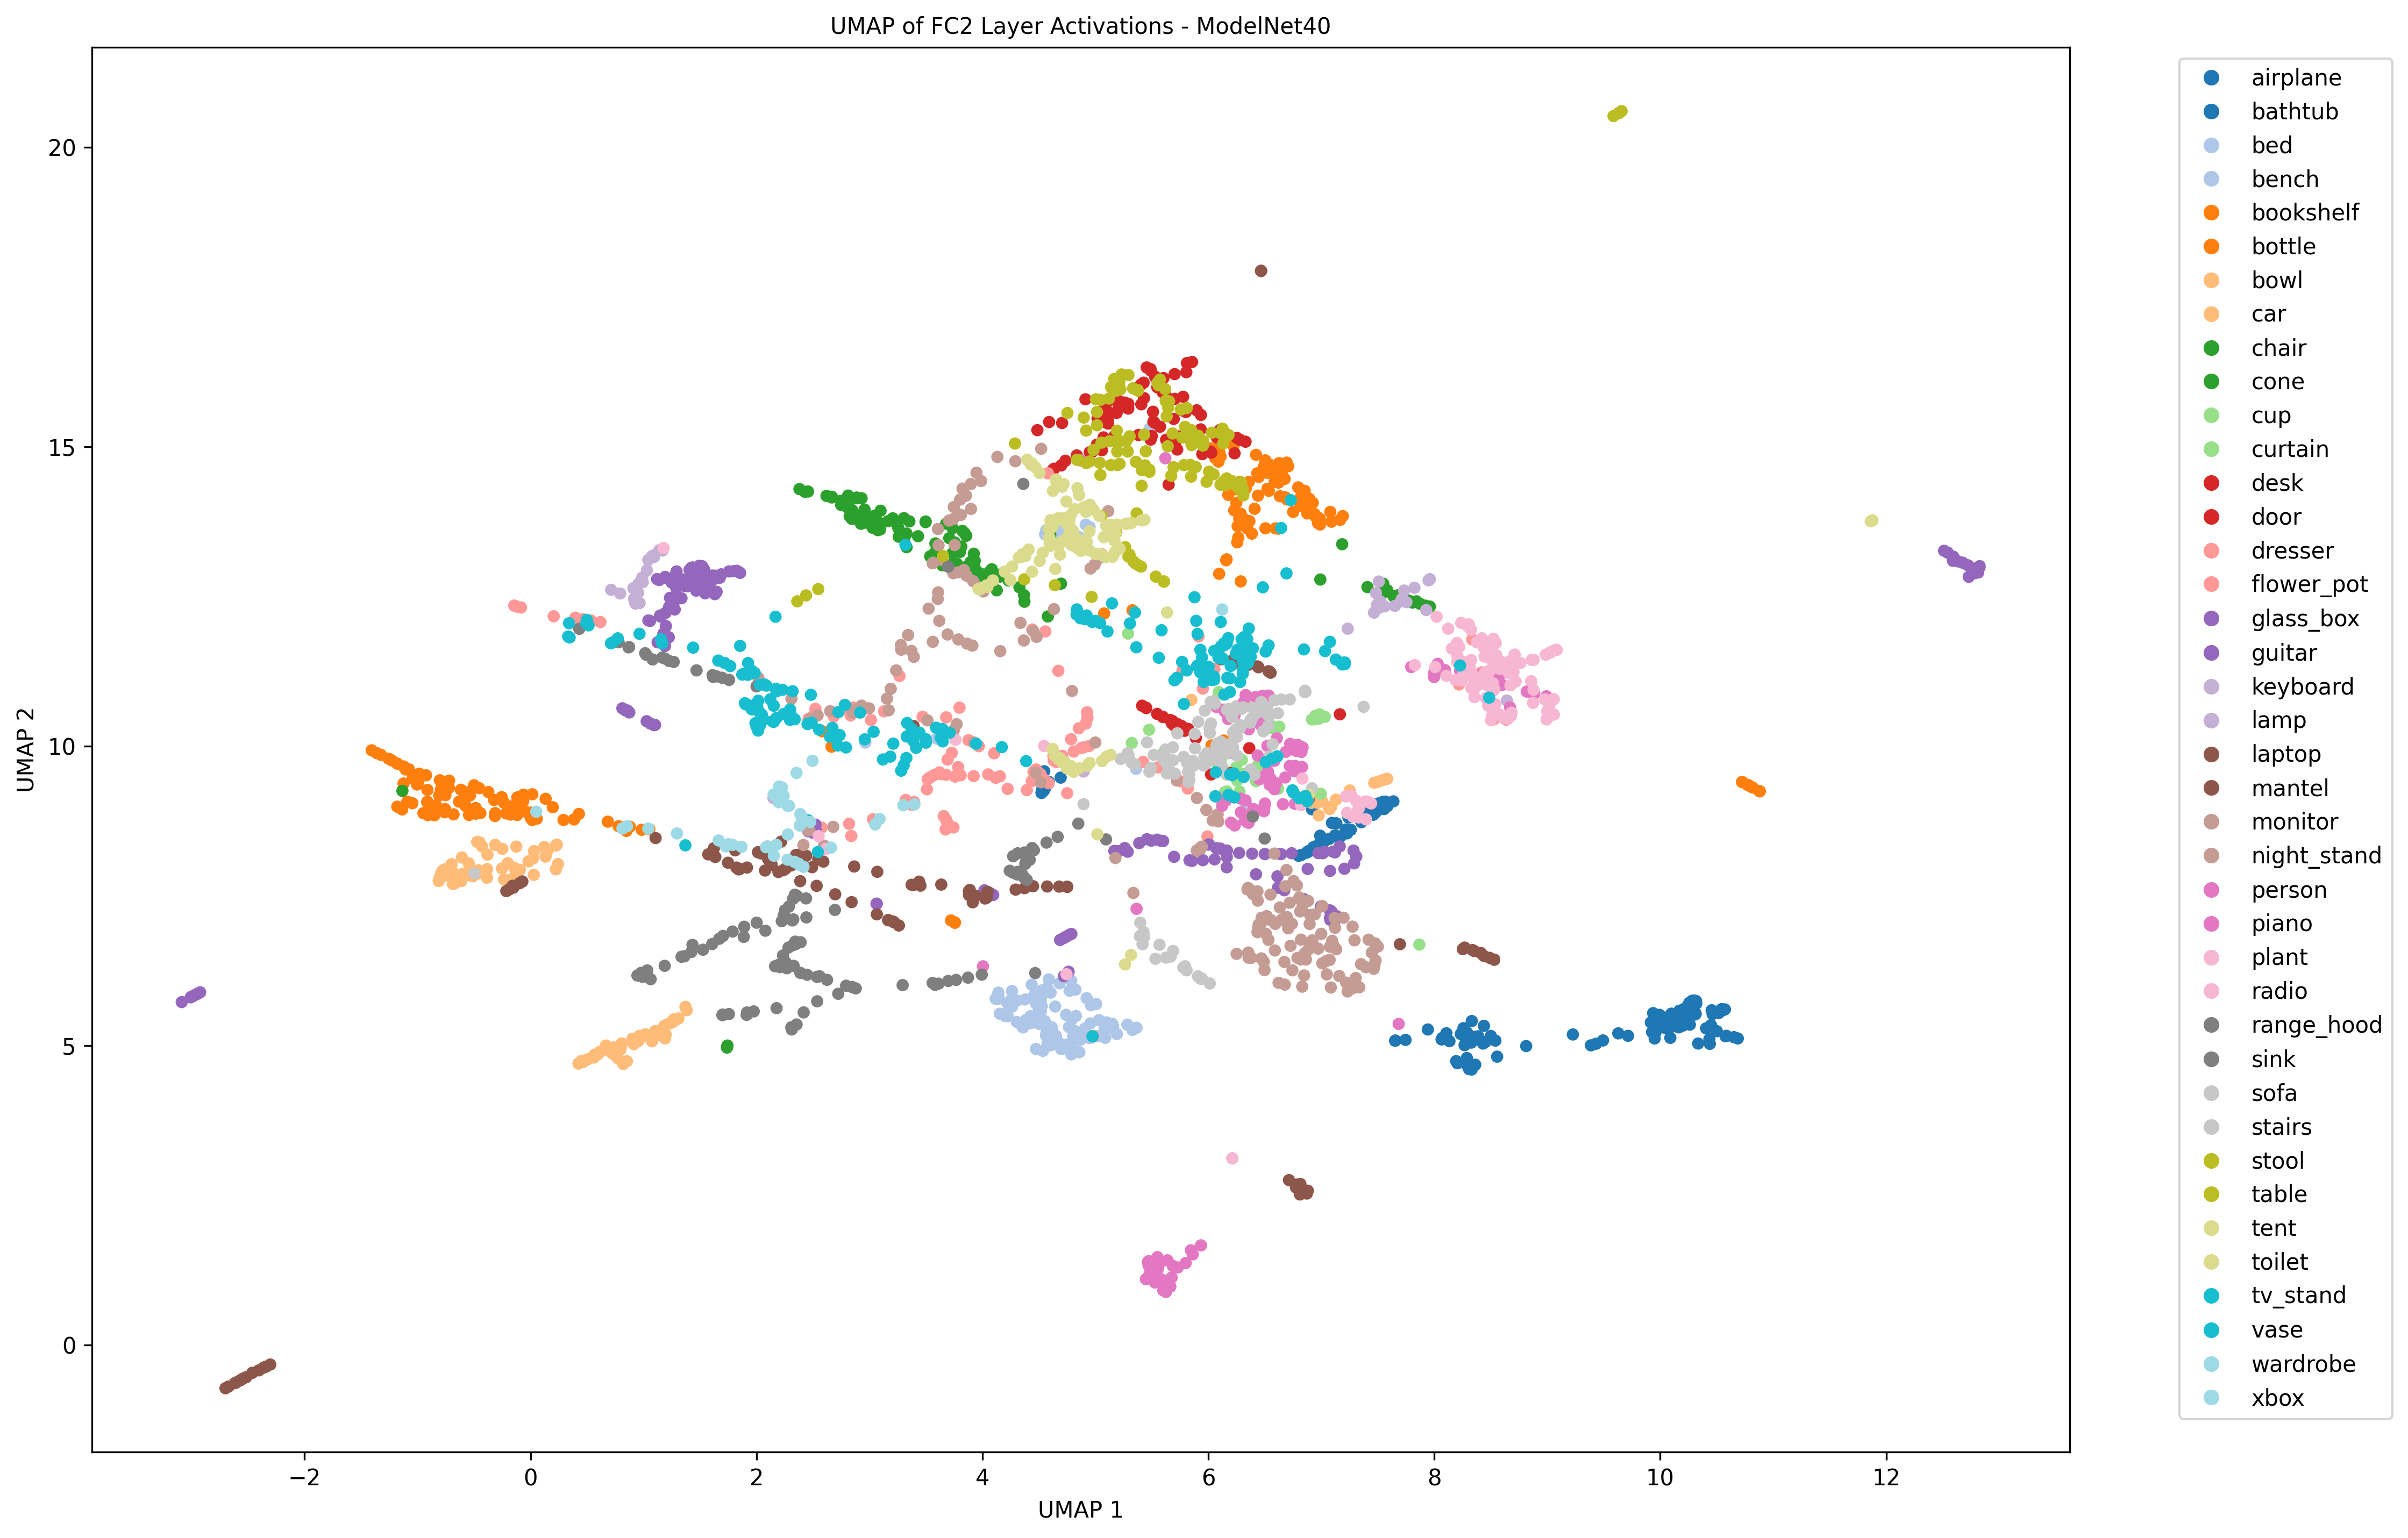 UMAP of FC2 Layer Activations - ModelNet40
20
15
10
5
0
UMAP 2
−2
0
2
4
6
8
10
12
UMAP 1
airplane
bathtub
bed
bench
bookshelf
bottle
bowl
car
chair
cone
cup
curtain
desk
door
dresser
flower_pot
glass_box
guitar
keyboard
lamp
laptop
mantel
monitor
night_stand
person
piano
plant
radio
range_hood
sink
sofa
stairs
stool
table
tent
toilet
tv_stand
vase
wardrobe
xbox